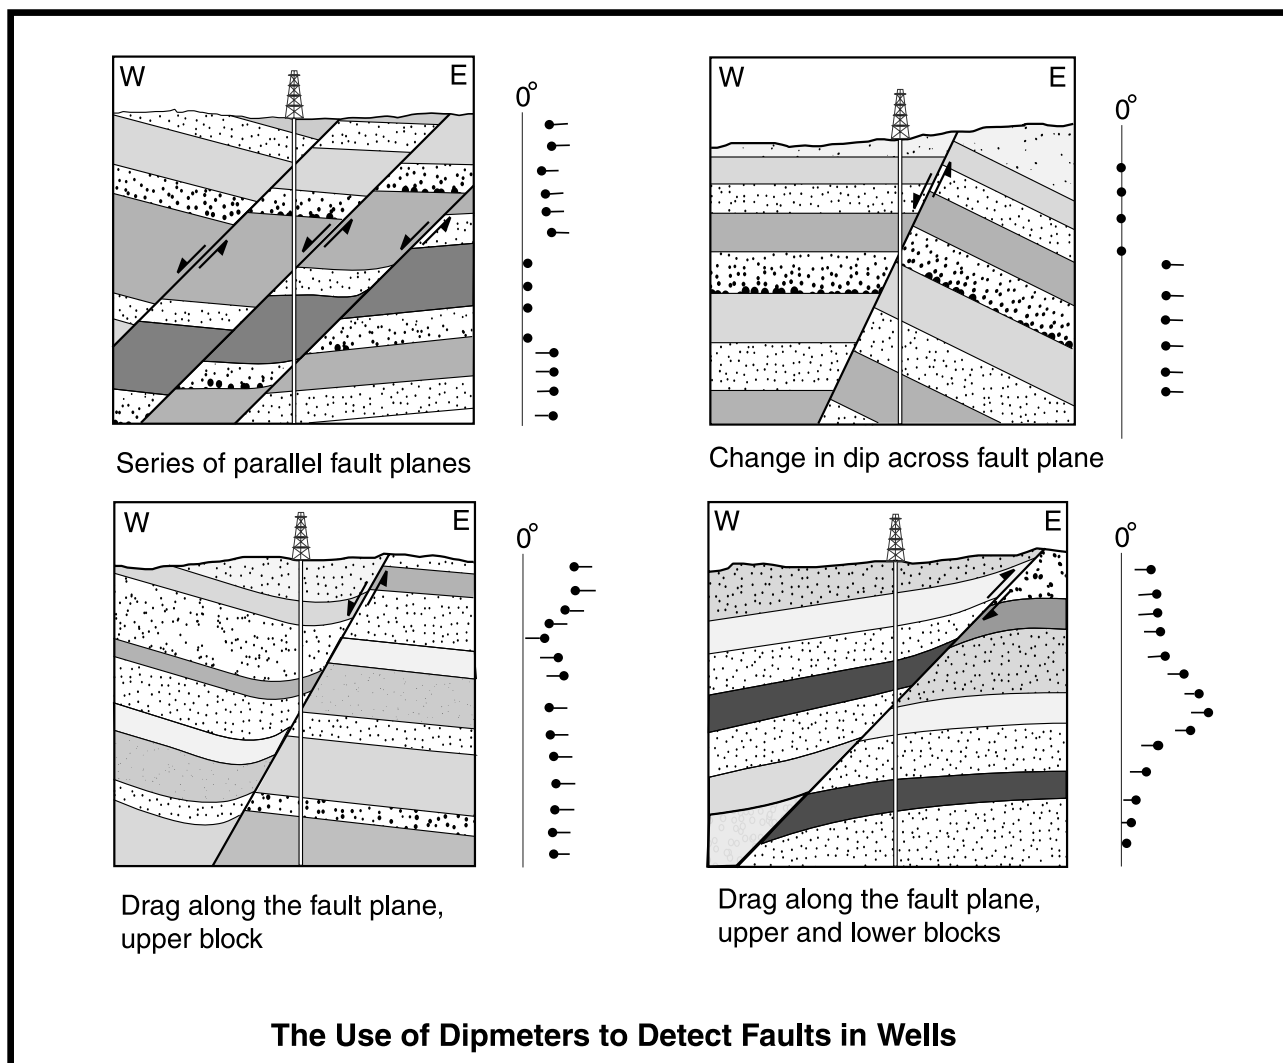 W E
0°
W E
0°
Series of parallel fault planes
Change in dip across fault plane
W E
0°
W E
0°
Drag along the fault plane,
upper block
Drag along the fault plane,
upper and lower blocks
The Use of Dipmeters to Detect Faults in Wells